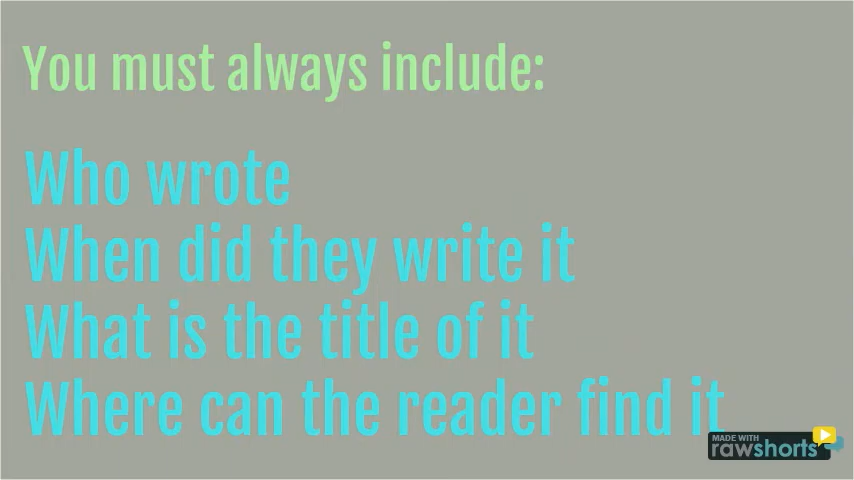 You must always include:
Who wrote
When did they write it
What is the title of it
Where can the reader find it
MADE WITH
rawshorts